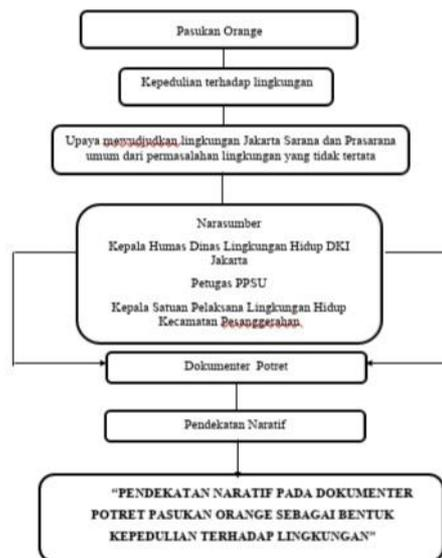 Pasukan Orange
Kepedulian terhadap lingkungan
Upaya menwudjudkan lingkungan Jakarta Sarana dan Prasarana
umum dari permasalahan lingkungan yang tidak tertata
Narasumber
Kepala Humas Dinas Lingkungan Hidup DKI
Jakarta
Petugas PPSU
Kepala Satuan Pelaksana Lingkungan Hidup
Kecamatan Pesanggerahan
Dokumenter Potret
Pendekatan Naratif
“PENDEKATAN NARATIF PADA DOKUMENTER
POTRET PASUKAN ORANGE SEBAGAI BENTUK
KEPEDULIAN TERHADAP LINGKUNGAN”